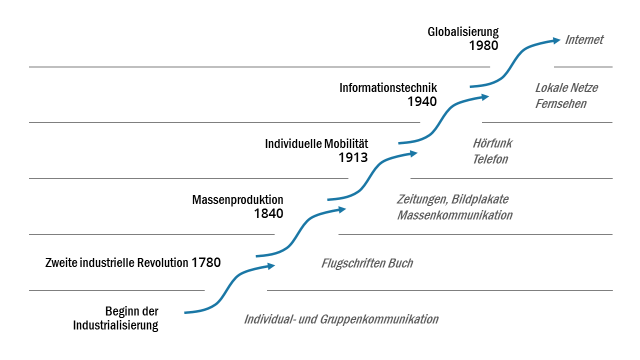 Globalisierung
1980
Internet
Informationstechnik
1940
Lokale Netze
Fernsehen
Individuelle Mobilität
1913
Hörfunk
Telefon
Massenproduktion
1840
Zeitungen, Bildplakate
Massenkommunikation
Zweite industrielle Revolution 1780
Flugschriften Buch
Beginn der
Industrialisierung
Individual- und Gruppenkommunikation